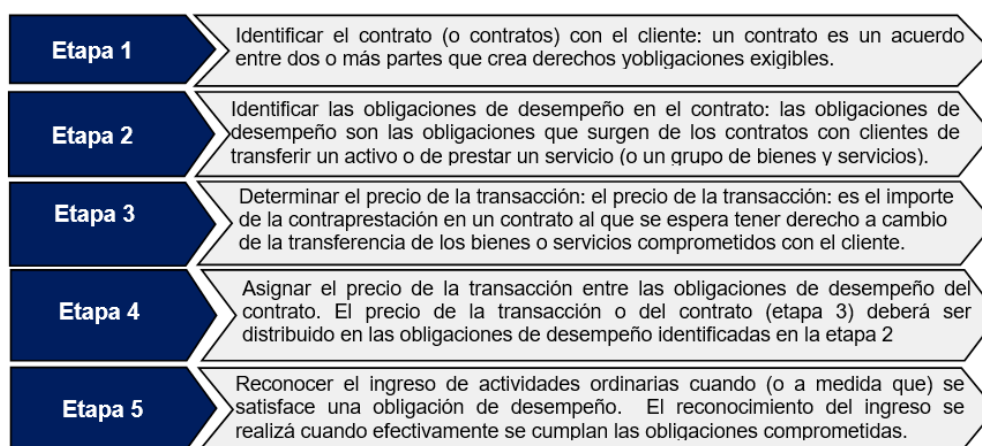 Etapa 1
Identificar el contrato (o contratos) con el cliente: un contrato es un acuerdo
entre dos o más partes que crea derechos yobligaciones exigibles.
Etapa 2
Identificar las obligaciones de desempeño en el contrato: las obligaciones de
desempeño son las obligaciones que surgen de los contratos con clientes de
transferir un activo o de prestar un servicio (o un grupo de bienes y servicios).
Etapa 3
Determinar el precio de la transacción: el precio de la transacción: es el importe
de la contraprestación en un contrato al que se espera tener derecho a cambio
de la transferencia de los bienes o servicios comprometidos con el cliente.
Etapa 4
Asignar el precio de la transacción entre las obligaciones de desempeño del
contrato. El precio de la transacción o del contrato (etapa 3) deberá ser
distribuido en las obligaciones de desempeño identificadas en la etapa 2
Etapa 5
Reconocer el ingreso de actividades ordinarias cuando (o a medida que) se
satisface una obligación de desempeño. El reconocimiento del ingreso se
realizá cuando efectivamente se cumplan las obligaciones comprometidas.